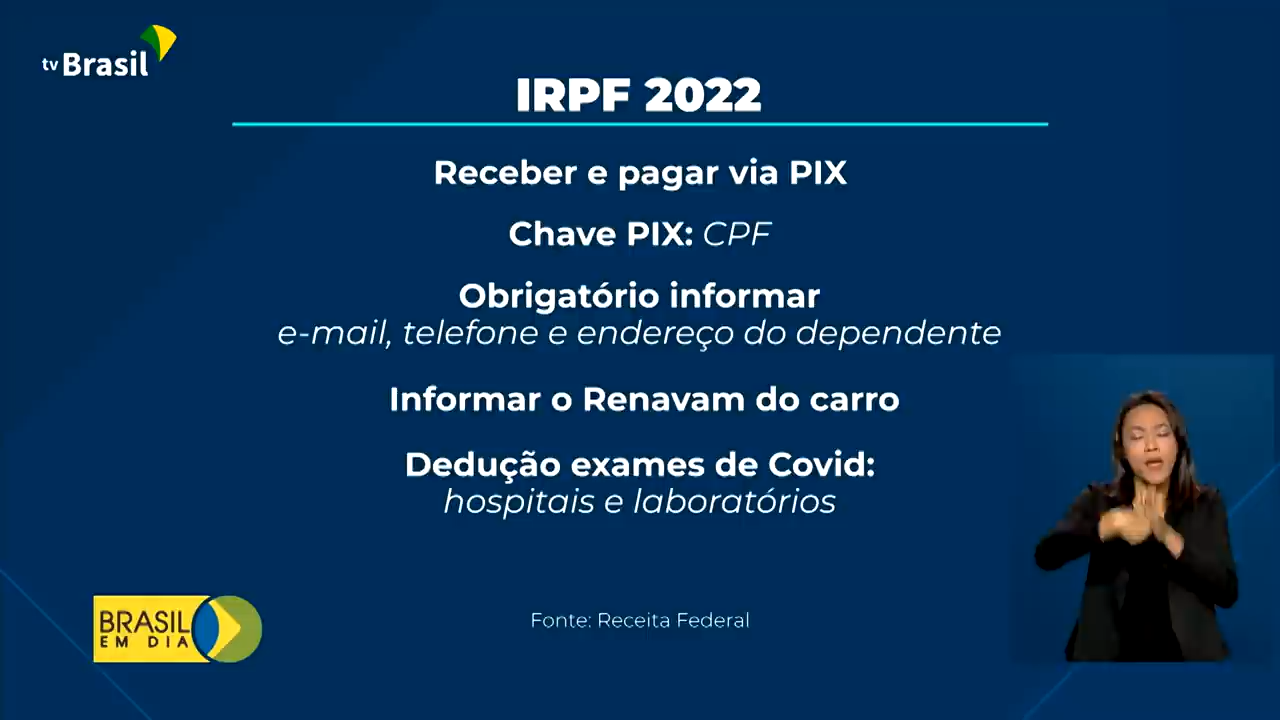 tv Brasil
IRPF 2022
Receber e pagar via PIX
Chave PIX: CPF
Obrigatório informar
e-mail, telefone e endereço do dependente
Informar o Renavam do carro
Dedução exames de Covid:
hospitais e laboratórios
BRASIL
EM DIA
Fonte: Receita Federal